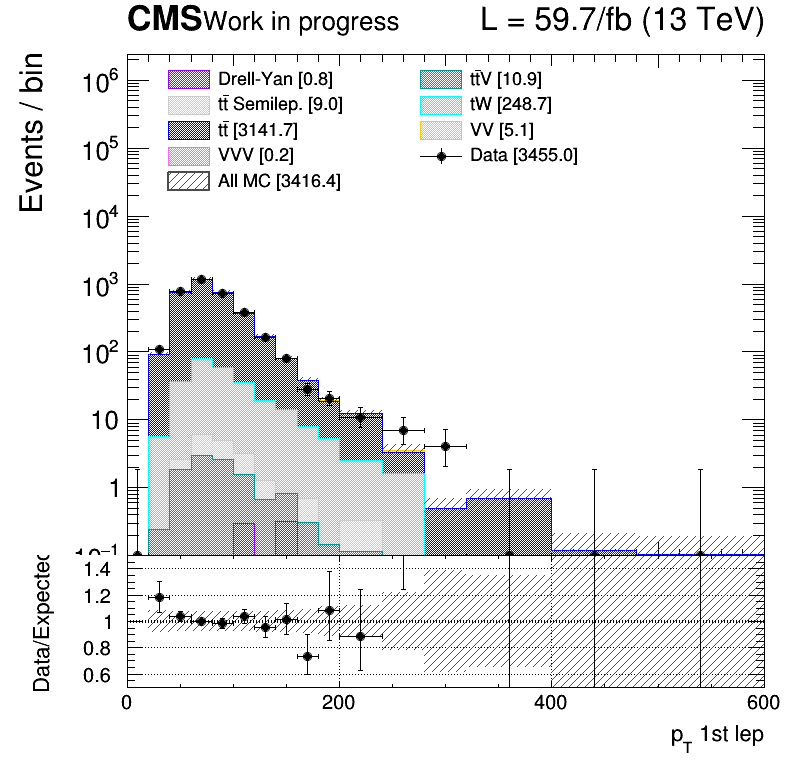 CMS Work in progress L = 59.7/fb (13 TeV)
Events / bin
Drell-Yan [0.8]
tt̄ Semilep. [9.0]
tt̄ [3141.7]
VVV [0.2]
All MC [3416.4]
tt̄V [10.9]
tW [248.7]
VV [5.1]
Data [3455.0]
10⁶
10⁵
10⁴
10³
10²
10
1
10⁻¹
Data/Expected
1.4
1.2
1
0.8
0.6
0 200 400 600
p_T 1st lep